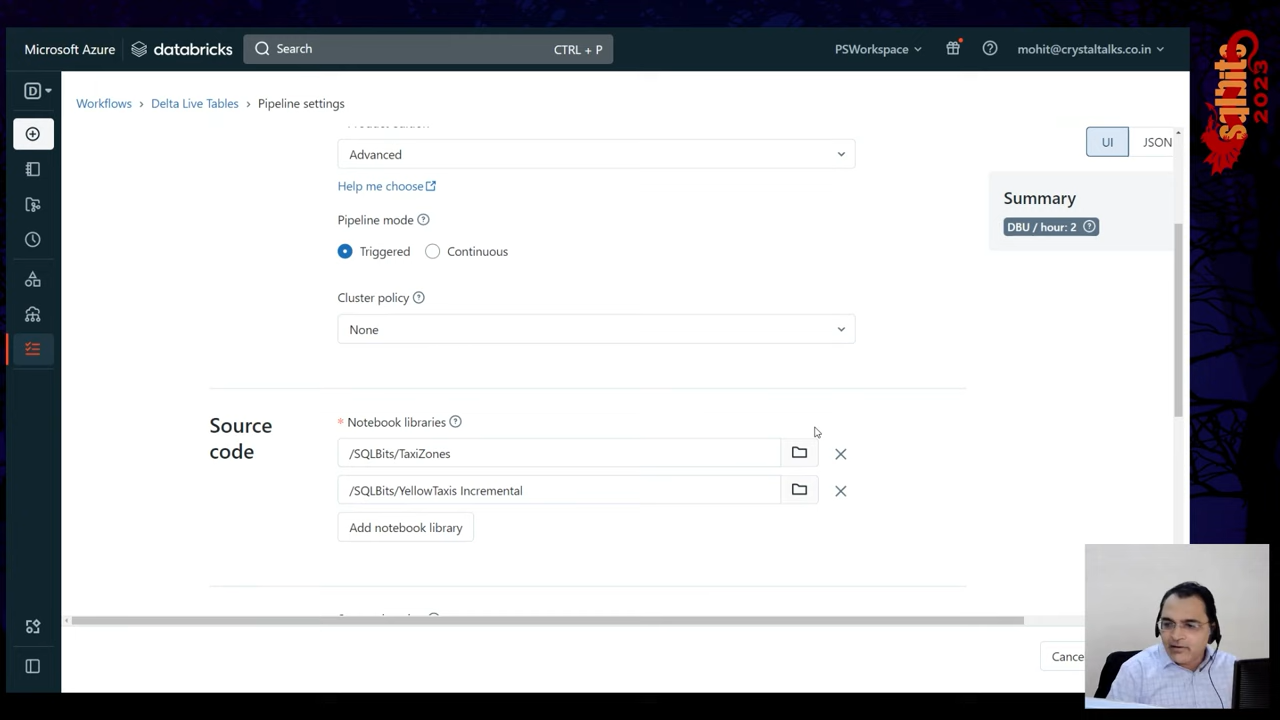 Microsoft Azure databricks Search CTRL + P PSWorkspace mohit@crystaltalks.co.in
sqlbits 2023
D
Workflows › Delta Live Tables › Pipeline settings
UI JSON
Advanced
Help me choose
Summary
DBU / hour: 2
Pipeline mode
Triggered Continuous
Cluster policy
None
Source code
* Notebook libraries
/SQLBits/TaxiZones
/SQLBits/YellowTaxis Incremental
Add notebook library